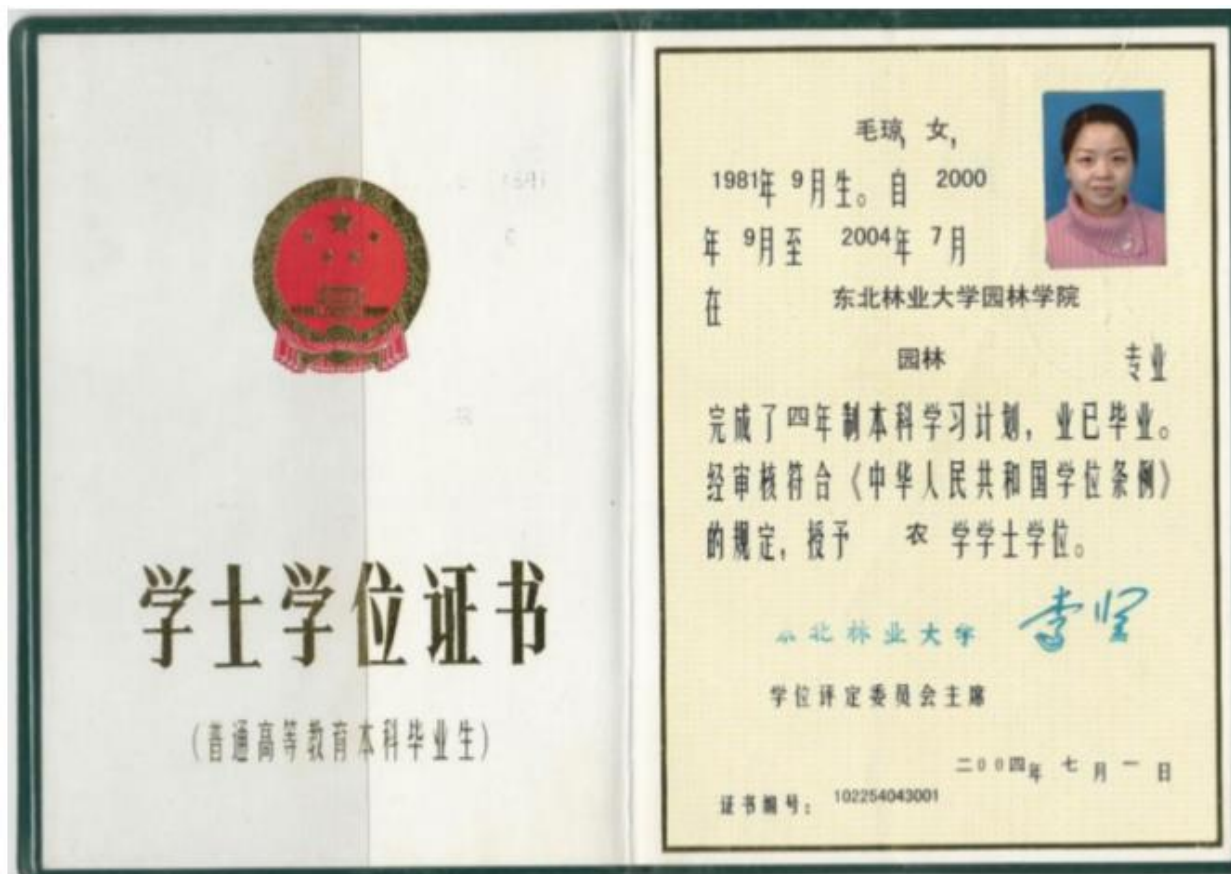 学士学位证书
(普通高等教育本科毕业生)
毛琼, 女,
1981年 9月生。自 2000
年 9月至 2004年 7月
在 东北林业大学园林学院
园林 专业
完成了四年制本科学习计划，业已毕业。
经审核符合《中华人民共和国学位条例》
的规定，授予 农 学学士学位。
东北林业大学 李坚
学位评定委员会主席
二00四年 七月一日
证书编号： 102254043001